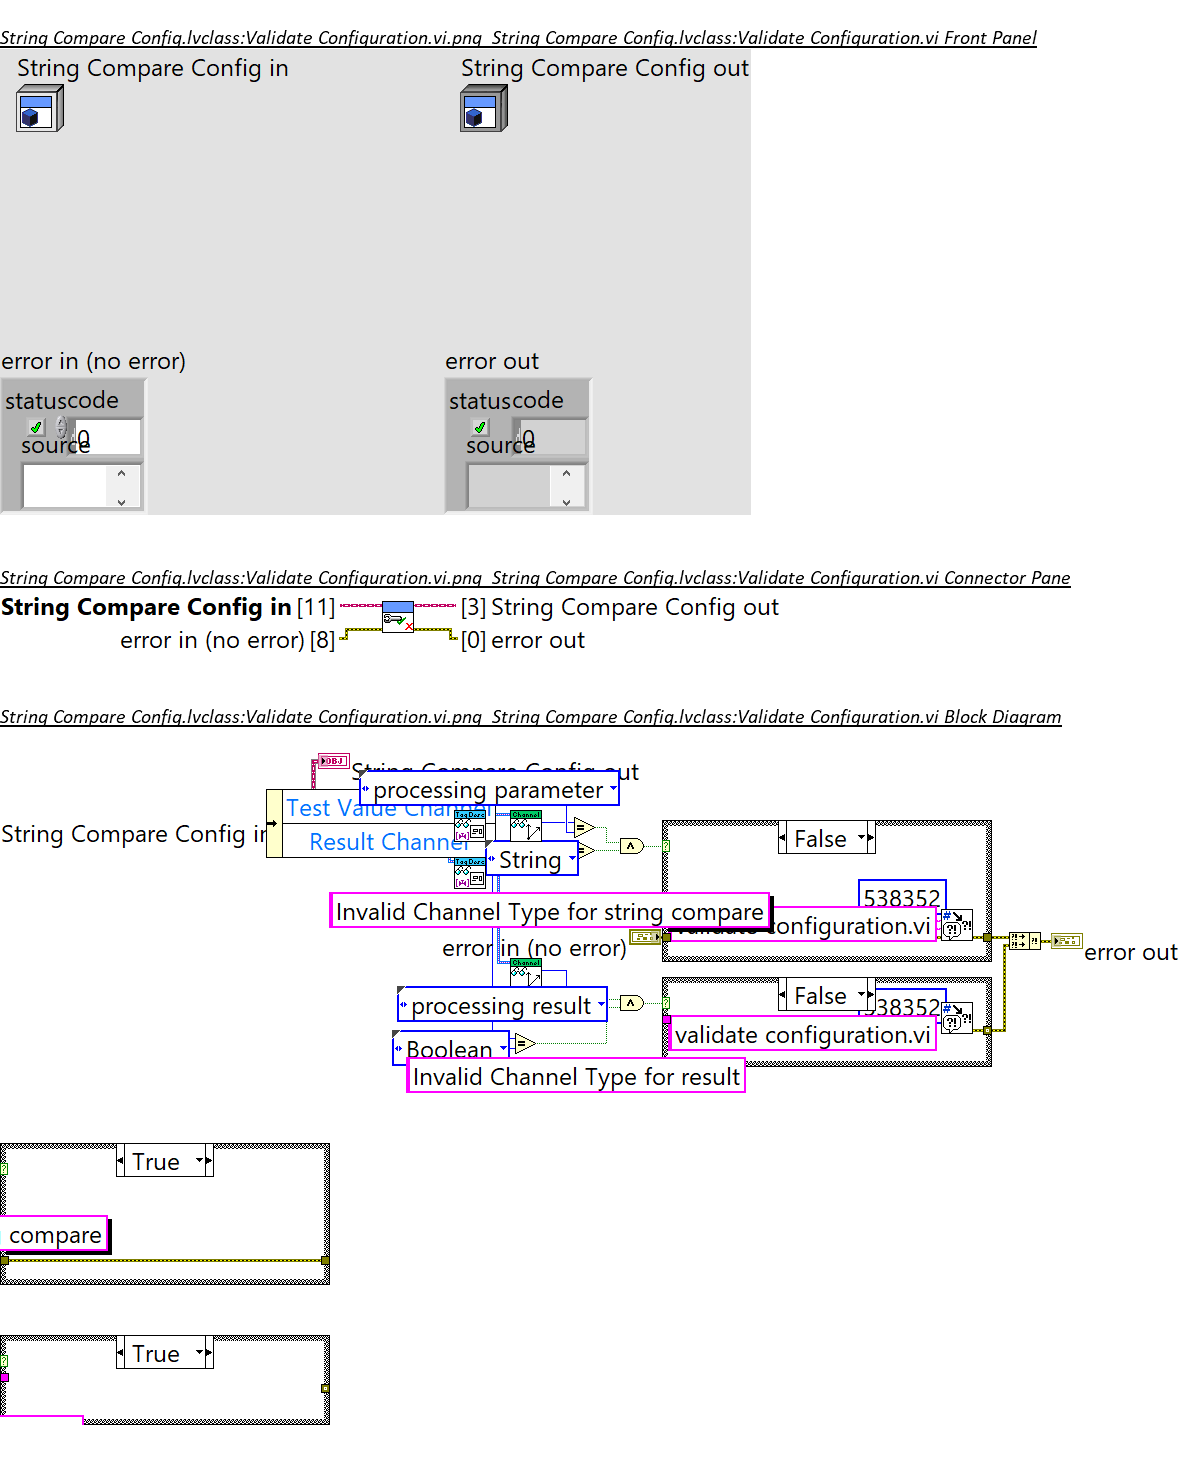 String Compare Config.lvclass:Validate Configuration.vi.png String Compare Config.lvclass:Validate Configuration.vi Front Panel
String Compare Config in
String Compare Config out
error in (no error)
error out
status code
0
source
status code
0
source
String Compare Config.lvclass:Validate Configuration.vi.png String Compare Config.lvclass:Validate Configuration.vi Connector Pane
String Compare Config in [11] [3] String Compare Config out
error in (no error) [8] [0] error out
String Compare Config.lvclass:Validate Configuration.vi.png String Compare Config.lvclass:Validate Configuration.vi Block Diagram
OBJ
String Compare Config out
processing parameter
Test Value Channel
String Compare Config in
Result Channel
Channel
String
False
538352
Invalid Channel Type for string compare
validate configuration.vi
error in (no error)
error out
Channel
processing result
False
538352
validate configuration.vi
Boolean
Invalid Channel Type for result
True
compare
True